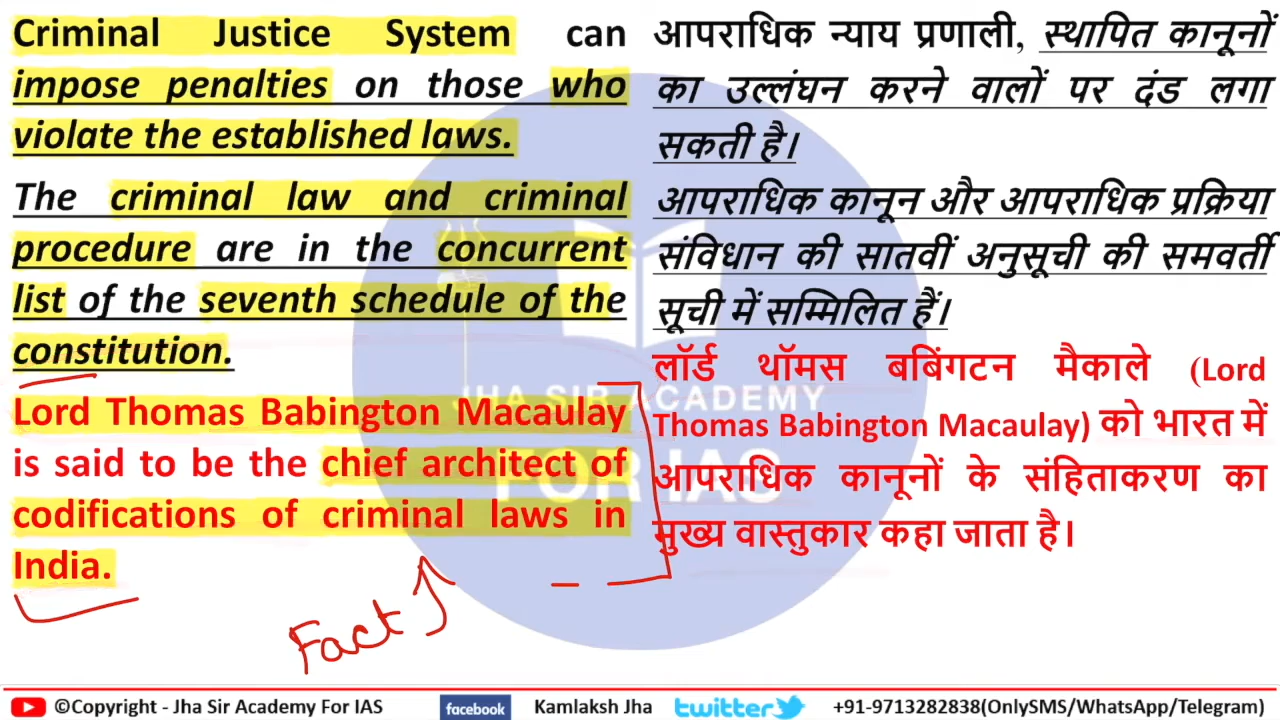 Criminal Justice System can
impose penalties on those who
violate the established laws.
The criminal law and criminal
procedure are in the concurrent
list of the seventh schedule of the
constitution.
Lord Thomas Babington Macaulay
is said to be the chief architect of
codifications of criminal laws in
India.
Fact
आपराधिक न्याय प्रणाली, स्थापित कानूनों
का उल्लंघन करने वालों पर दंड लगा
सकती है।
आपराधिक कानून और आपराधिक प्रक्रिया
संविधान की सातवीं अनुसूची की समवर्ती
सूची में सम्मिलित हैं।
लॉर्ड थॉमस बबिंगटन मैकाले (Lord
Thomas Babington Macaulay) को भारत में
आपराधिक कानूनों के संहिताकरण का
मुख्य वास्तुकार कहा जाता है।
JHA SIR ACADEMY
FOR IAS
©Copyright - Jha Sir Academy For IAS
facebook
Kamlaksh Jha
twitter
+91-9713282838(OnlySMS/WhatsApp/Telegram)